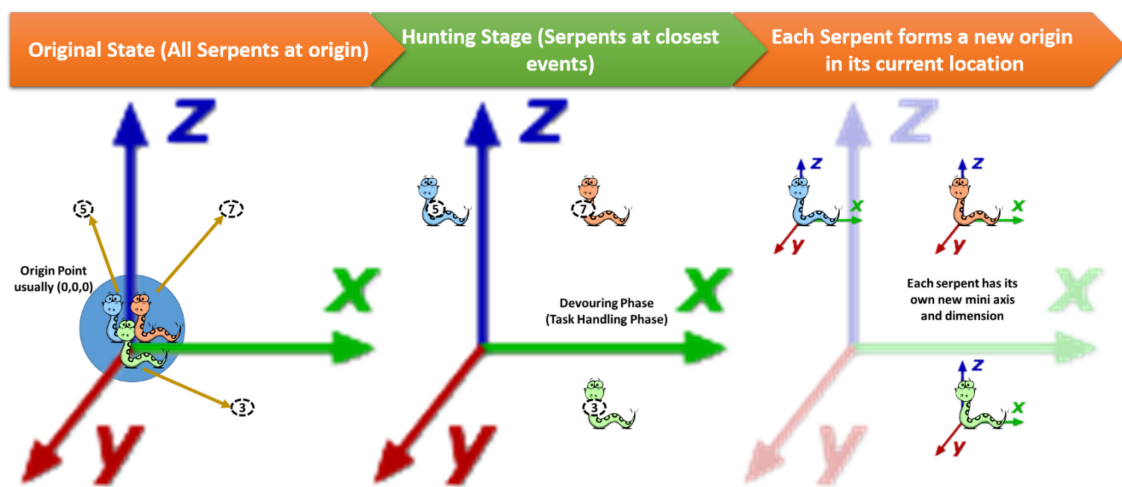 Original State (All Serpents at origin)
Hunting Stage (Serpents at closest
events)
Each Serpent forms a new origin
in its current location
Z
5
7
Origin Point
usually (0,0,0)
X
3
y
Z
5
7
Devouring Phase
(Task Handling Phase)
X
3
y
Z
Z
X
y
Z
X
y
Each serpent has its
own new mini axis
and dimension
X
Z
X
y
y